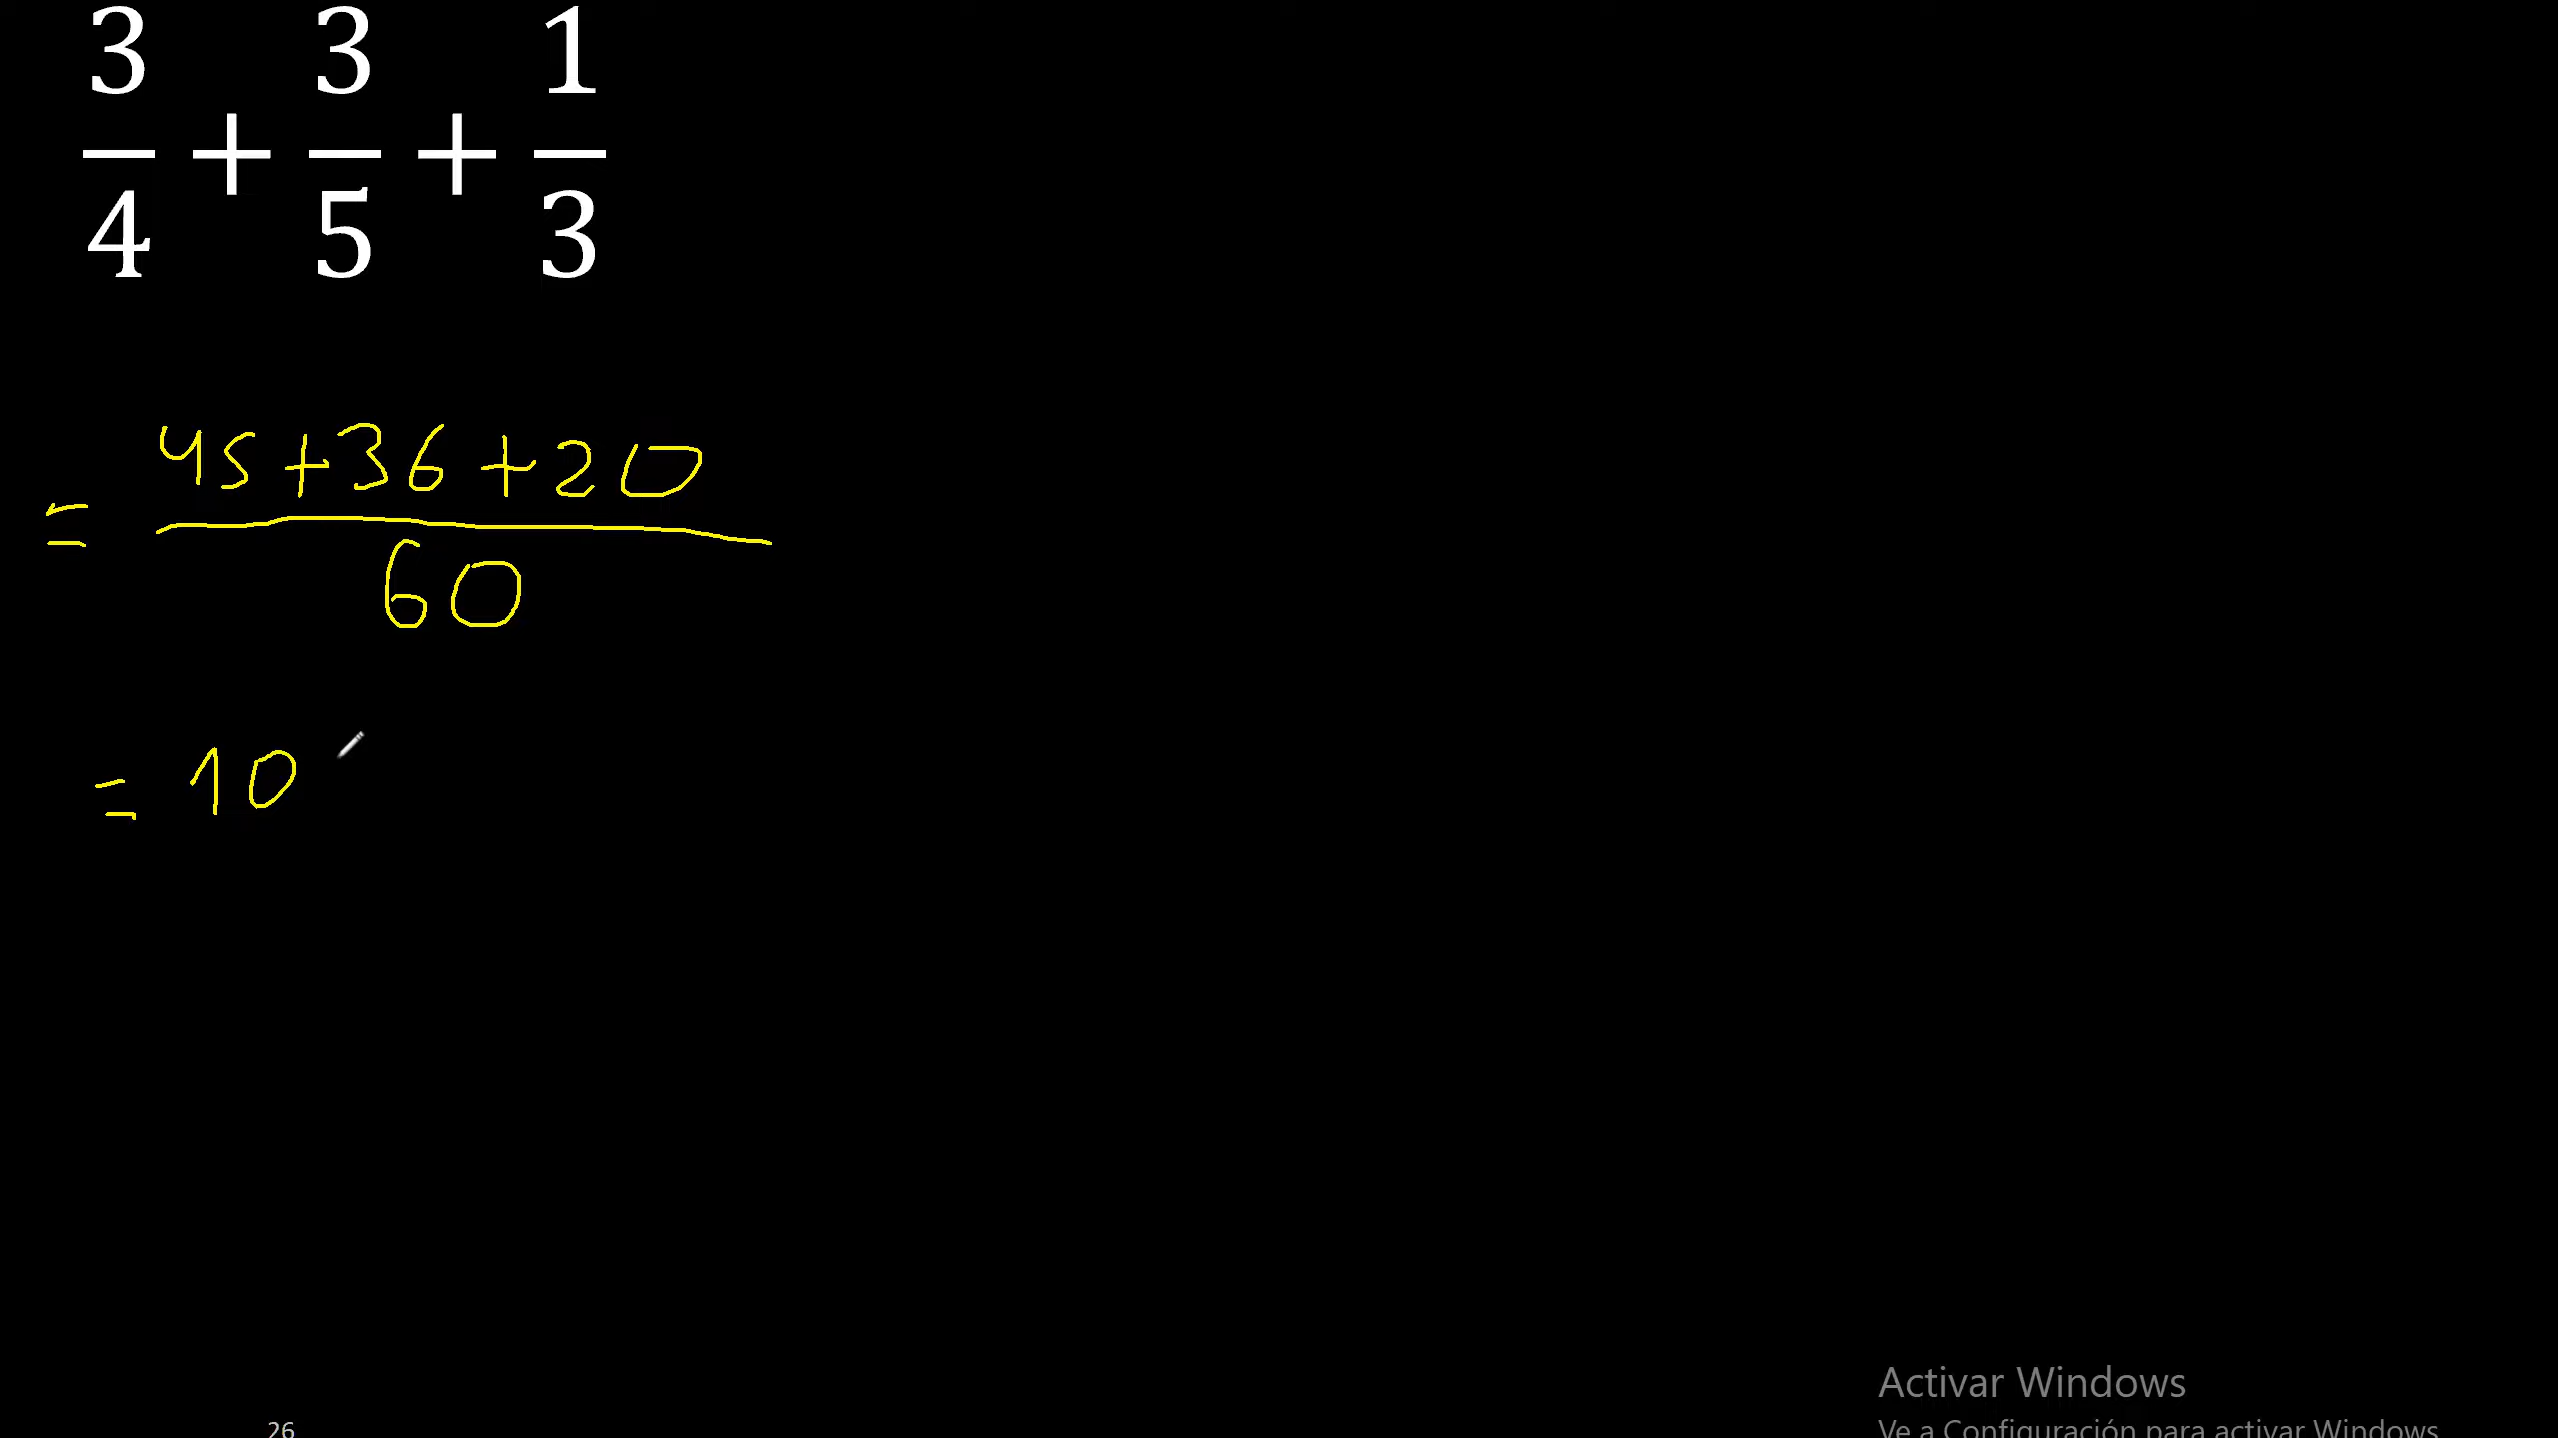 3/4 + 3/5 + 1/3
= 45+36+20/60
= 10
Activar Windows
Ve a Configuración para activar Windows.
26